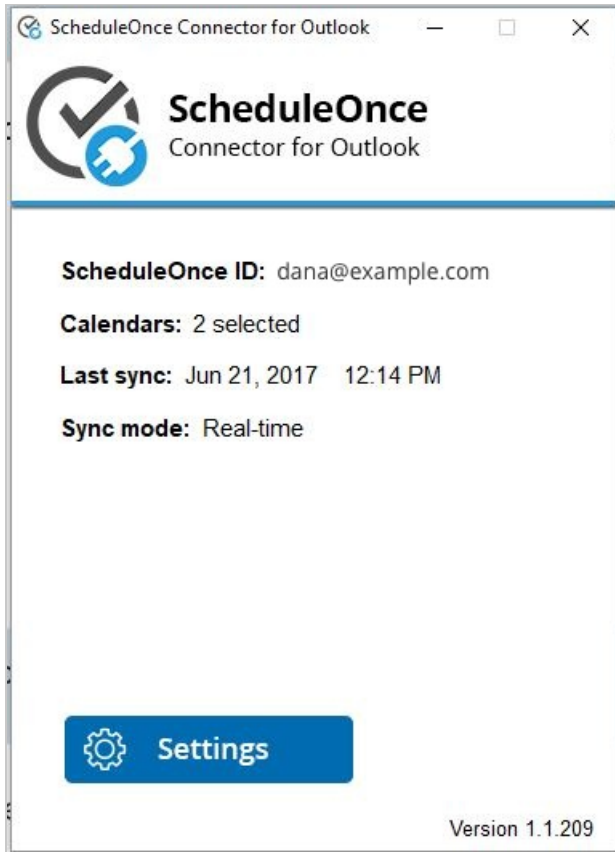 ScheduleOnce Connector for Outlook
ScheduleOnce
Connector for Outlook
ScheduleOnce ID: dana@example.com
Calendars: 2 selected
Last sync: Jun 21, 2017 12:14 PM
Sync mode: Real-time
Settings
Version 1.1.209